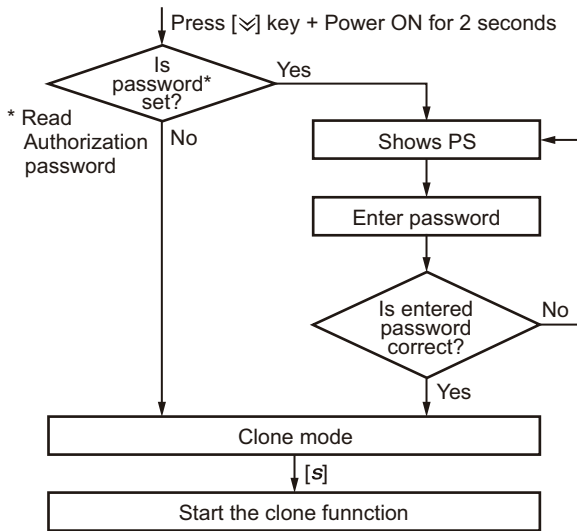 Press [≫] key + Power ON for 2 seconds
Is
password*
set?
Yes
* Read
Authorization
password
No
Shows PS
Enter password
Is entered
password
correct?
No
Yes
Clone mode
[s]
Start the clone funnction